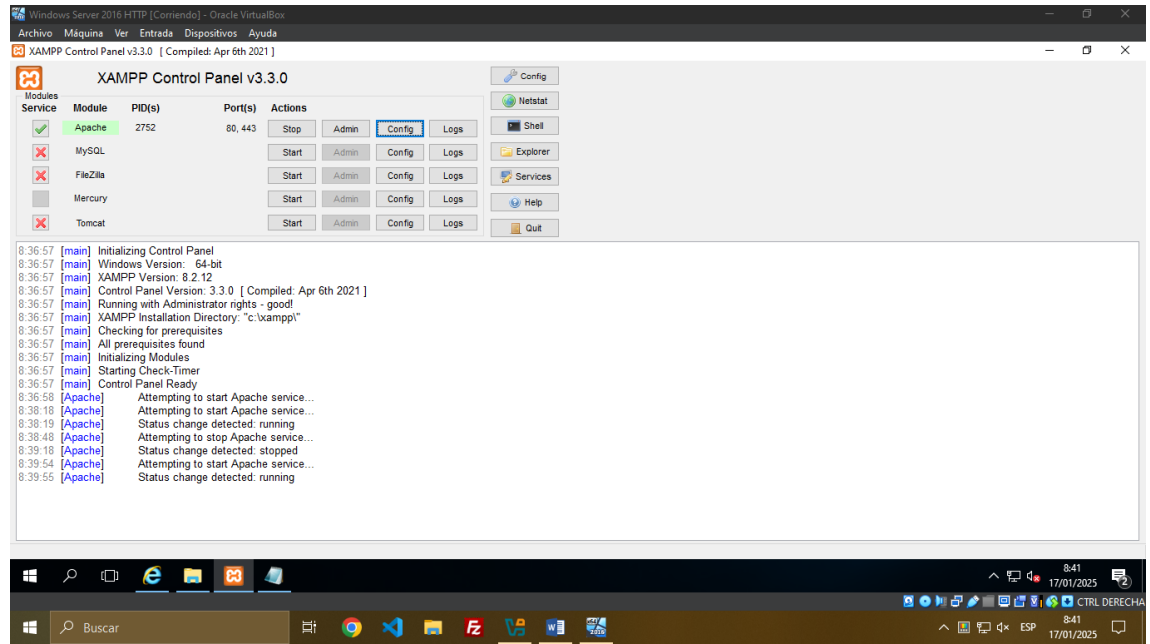 Windows Server 2016 HTTP [Corriendo] - Oracle VirtualBox
Archivo Máquina Ver Entrada Dispositivos Ayuda
XAMPP Control Panel v3.3.0 [ Compiled: Apr 6th 2021 ]
XAMPP Control Panel v3.3.0
Config
Modules
Service Module PID(s) Port(s) Actions
Netstat
Apache 2752 80, 443 Stop Admin Config Logs
Shell
MySQL Start Admin Config Logs
Explorer
FileZilla Start Admin Config Logs
Services
Mercury Start Admin Config Logs
Help
Tomcat Start Admin Config Logs
Quit
8:36:57 [main] Initializing Control Panel
8:36:57 [main] Windows Version: 64-bit
8:36:57 [main] XAMPP Version: 8.2.12
8:36:57 [main] Control Panel Version: 3.3.0 [ Compiled: Apr 6th 2021 ]
8:36:57 [main] Running with Administrator rights - good!
8:36:57 [main] XAMPP Installation Directory: "c:\xampp\"
8:36:57 [main] Checking for prerequisites
8:36:57 [main] All prerequisites found
8:36:57 [main] Initializing Modules
8:36:57 [main] Starting Check-Timer
8:36:57 [main] Control Panel Ready
8:36:58 [Apache] Attempting to start Apache service...
8:38:18 [Apache] Attempting to start Apache service...
8:38:19 [Apache] Status change detected: running
8:38:48 [Apache] Attempting to stop Apache service...
8:39:18 [Apache] Status change detected: stopped
8:39:54 [Apache] Attempting to start Apache service...
8:39:55 [Apache] Status change detected: running
8:41
17/01/2025
2
CTRL DERECHA
Buscar
ESP
8:41
17/01/2025